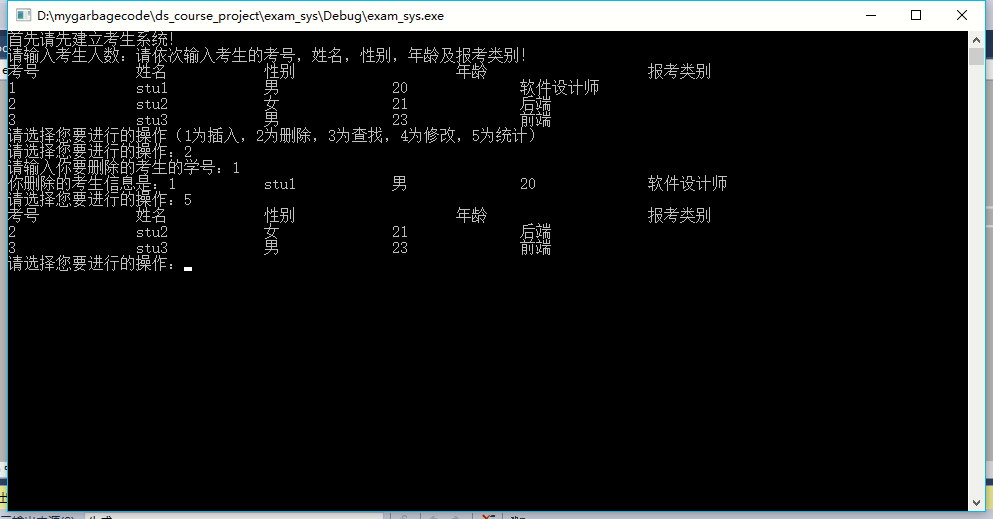 D:\mygarbagecode\ds_course_project\exam_sys\Debug\exam_sys.exe
首先请先建立考生系统!
请输入考生人数: 请依次输入考生的考号，姓名，性别，年龄及报考类别!
考号 姓名 性别 年龄 报考类别
1 stu1 男 20 软件设计师
2 stu2 女 21 后端
3 stu3 男 23 前端
请选择您要进行的操作（1为插入，2为删除，3为查找，4为修改，5为统计）
请选择您要进行的操作：2
请输入你要删除的考生的学号：1
你删除的考生信息是：1 stu1 男 20 软件设计师
请选择您要进行的操作：5
考号 姓名 性别 年龄 报考类别
2 stu2 女 21 后端
3 stu3 男 23 前端
请选择您要进行的操作：